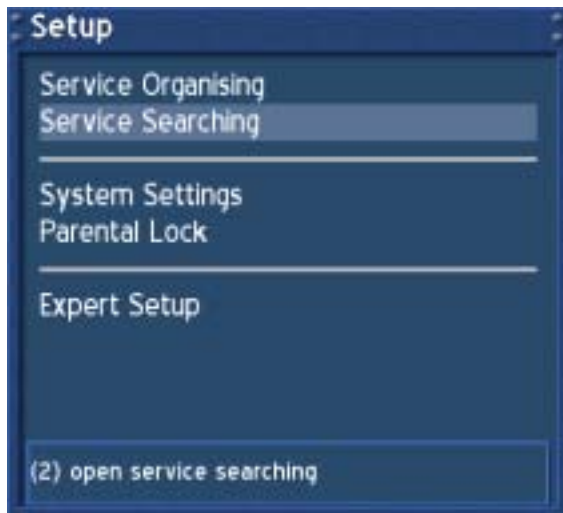 Setup
Service Organising
Service Searching
System Settings
Parental Lock
Expert Setup
(2) open service searching